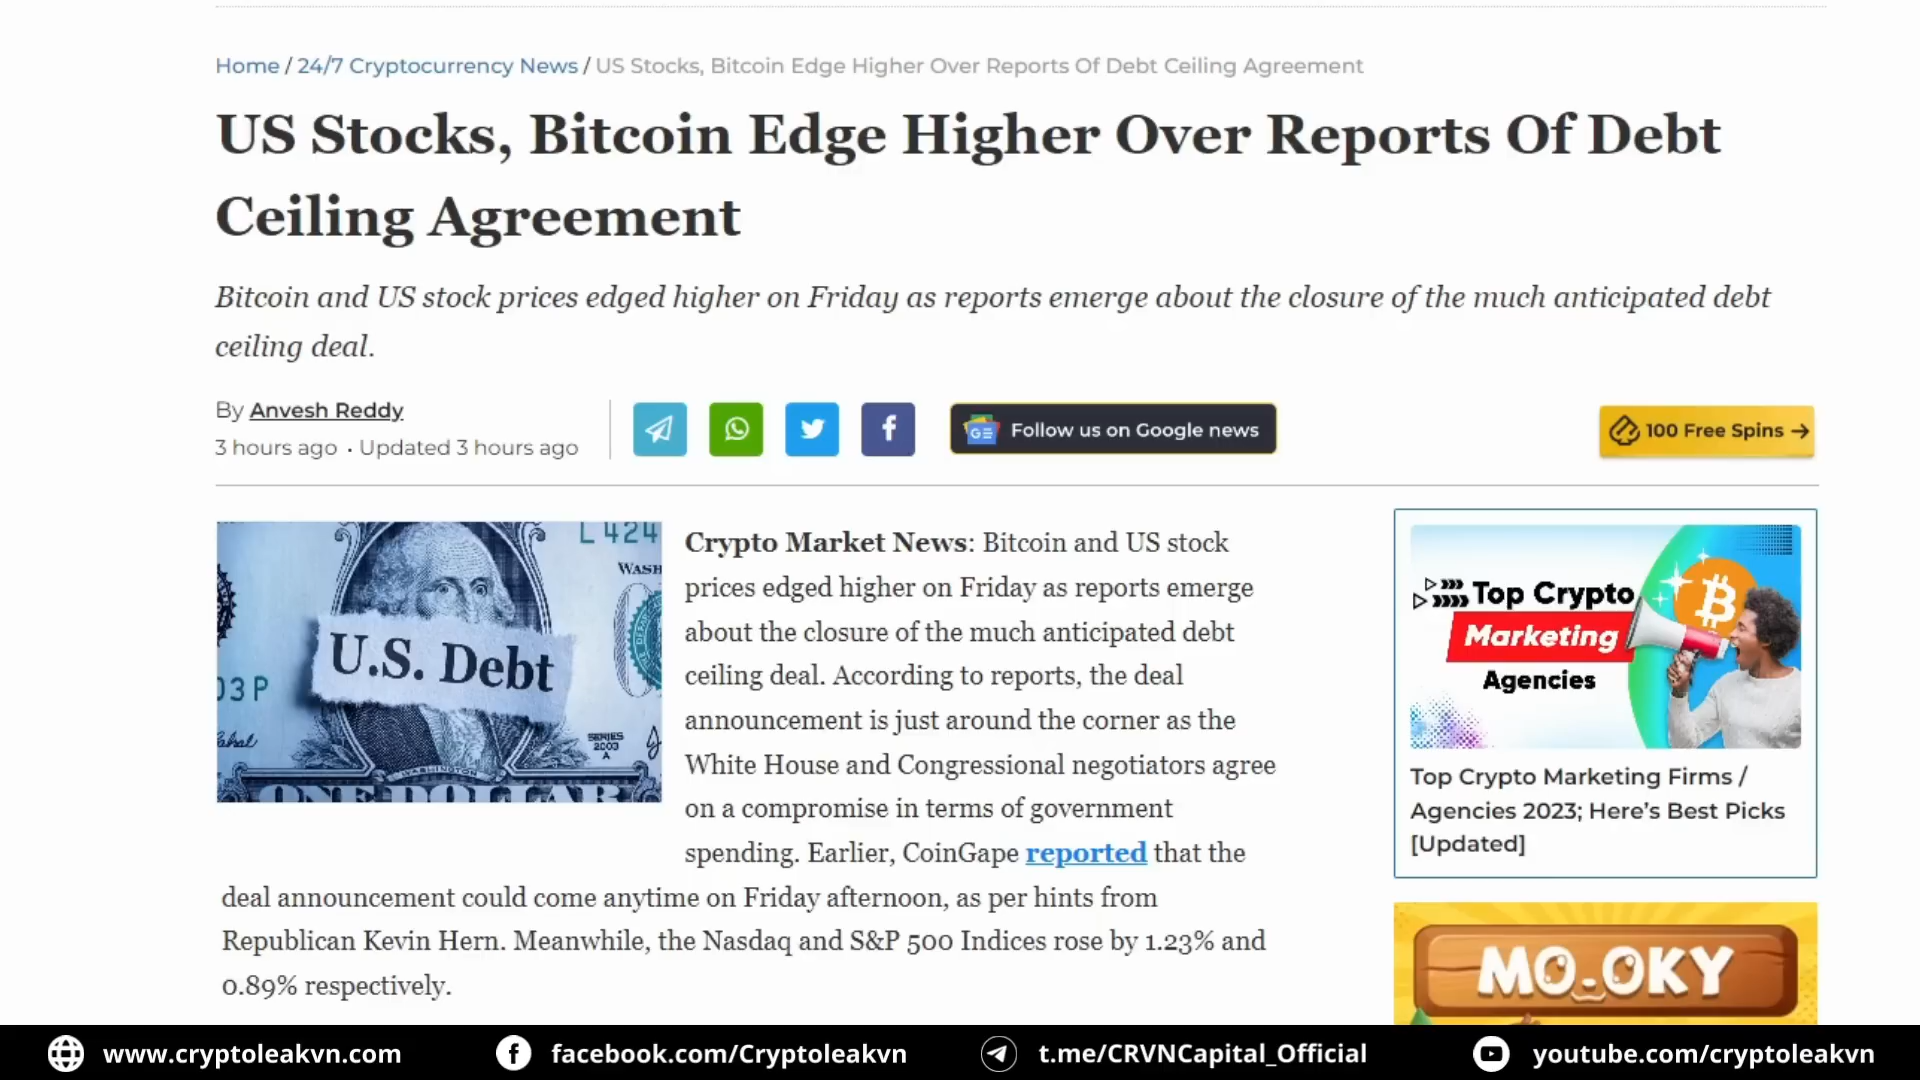 Home / 24/7 Cryptocurrency News / US Stocks, Bitcoin Edge Higher Over Reports Of Debt Ceiling Agreement
US Stocks, Bitcoin Edge Higher Over Reports Of Debt
Ceiling Agreement
Bitcoin and US stock prices edged higher on Friday as reports emerge about the closure of the much anticipated debt
ceiling deal.
By Anvesh Reddy
3 hours ago · Updated 3 hours ago
Follow us on Google news
100 Free Spins →
L 424
WASH
U.S. Debt
03 P
SERIES
2003
A
WASHINGTON
ONE DOLLAR
Crypto Market News: Bitcoin and US stock
prices edged higher on Friday as reports emerge
about the closure of the much anticipated debt
ceiling deal. According to reports, the deal
announcement is just around the corner as the
White House and Congressional negotiators agree
on a compromise in terms of government
spending. Earlier, CoinGape reported that the
deal announcement could come anytime on Friday afternoon, as per hints from
Republican Kevin Hern. Meanwhile, the Nasdaq and S&P 500 Indices rose by 1.23% and
0.89% respectively.
Top Crypto
Marketing
Agencies
Top Crypto Marketing Firms /
Agencies 2023; Here's Best Picks
[Updated]
MO_OKY
www.cryptoleakvn.com
facebook.com/Cryptoleakvn
t.me/CRVNCapital_Official
youtube.com/cryptoleakvn